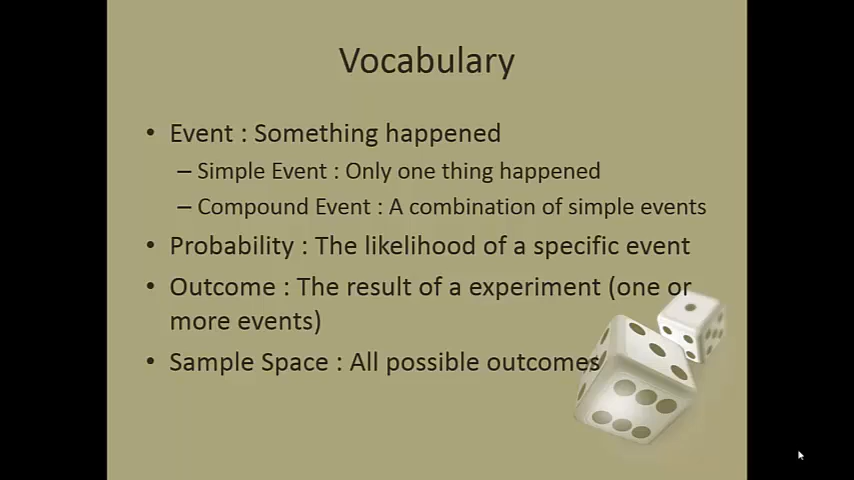 Vocabulary
• Event : Something happened
– Simple Event : Only one thing happened
– Compound Event : A combination of simple events
• Probability : The likelihood of a specific event
• Outcome : The result of a experiment (one or
more events)
• Sample Space : All possible outcomes